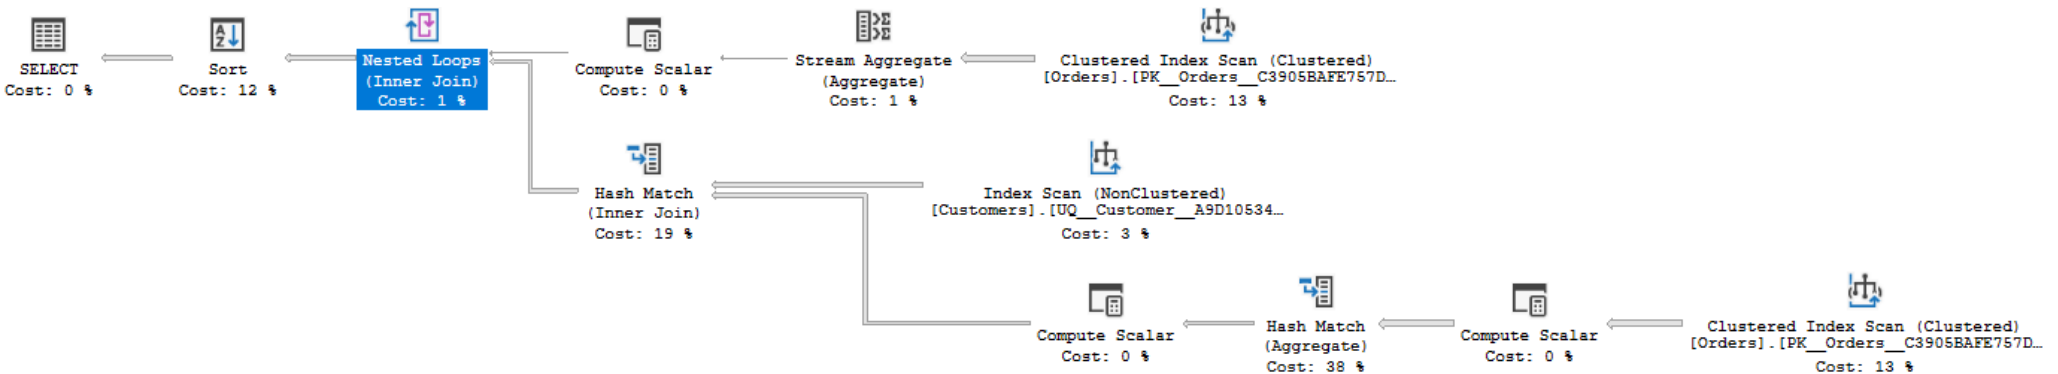 SELECT
Cost: 0 %
Sort
Cost: 12 %
Nested Loops
(Inner Join)
Cost: 1 %
Compute Scalar
Cost: 0 %
Stream Aggregate
(Aggregate)
Cost: 1 %
Clustered Index Scan (Clustered)
[Orders].[PK__Orders__C3905BAFE757D…
Cost: 13 %
Hash Match
(Inner Join)
Cost: 19 %
Index Scan (NonClustered)
[Customers].[UQ__Customer__A9D10534…
Cost: 3 %
Compute Scalar
Cost: 0 %
Hash Match
(Aggregate)
Cost: 38 %
Compute Scalar
Cost: 0 %
Clustered Index Scan (Clustered)
[Orders].[PK__Orders__C3905BAFE757D…
Cost: 13 %